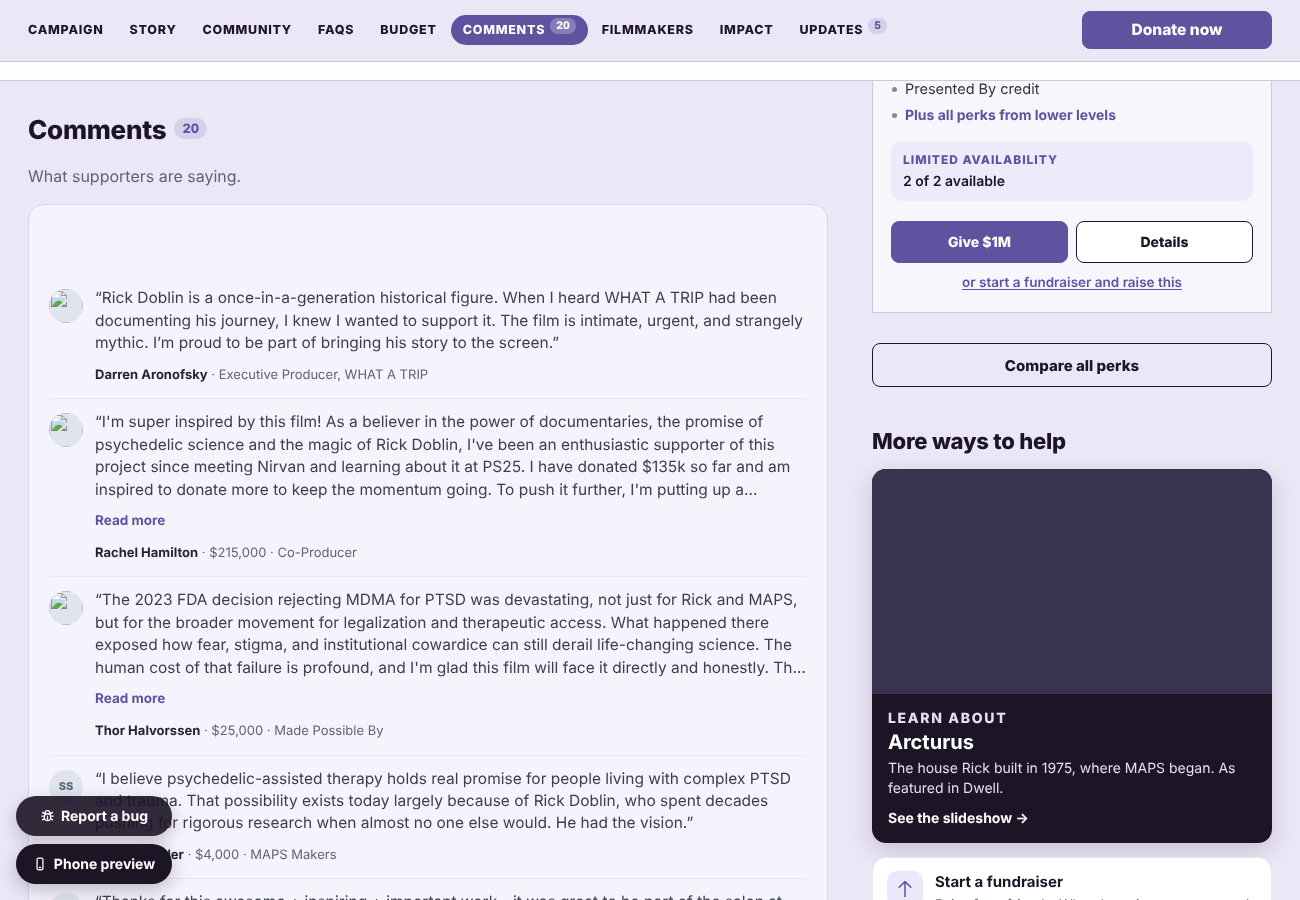 CAMPAIGN STORY COMMUNITY FAQS BUDGET COMMENTS 20 FILMMAKERS IMPACT UPDATES 5 Donate now
Comments 20
What supporters are saying.
“Rick Doblin is a once-in-a-generation historical figure. When I heard WHAT A TRIP had been
documenting his journey, I knew I wanted to support it. The film is intimate, urgent, and strangely
mythic. I’m proud to be part of bringing his story to the screen.”
Darren Aronofsky · Executive Producer, WHAT A TRIP
“I'm super inspired by this film! As a believer in the power of documentaries, the promise of
psychedelic science and the magic of Rick Doblin, I've been an enthusiastic supporter of this
project since meeting Nirvan and learning about it at PS25. I have donated $135k so far and am
inspired to donate more to keep the momentum going. To push it further, I'm putting up a…
Read more
Rachel Hamilton · $215,000 · Co-Producer
“The 2023 FDA decision rejecting MDMA for PTSD was devastating, not just for Rick and MAPS,
but for the broader movement for legalization and therapeutic access. What happened there
exposed how fear, stigma, and institutional cowardice can still derail life-changing science. The
human cost of that failure is profound, and I'm glad this film will face it directly and honestly. Th…
Read more
Thor Halvorssen · $25,000 · Made Possible By
SS
“I believe psychedelic-assisted therapy holds real promise for people living with complex PTSD
and trauma. That possibility exists today largely because of Rick Doblin, who spent decades
pushing for rigorous research when almost no one else would. He had the vision.”
· $4,000 · MAPS Makers
Report a bug
Phone preview
Presented By credit
Plus all perks from lower levels
LIMITED AVAILABILITY
2 of 2 available
Give $1M Details
or start a fundraiser and raise this
Compare all perks
More ways to help
LEARN ABOUT
Arcturus
The house Rick built in 1975, where MAPS began. As
featured in Dwell.
See the slideshow →
Start a fundraiser